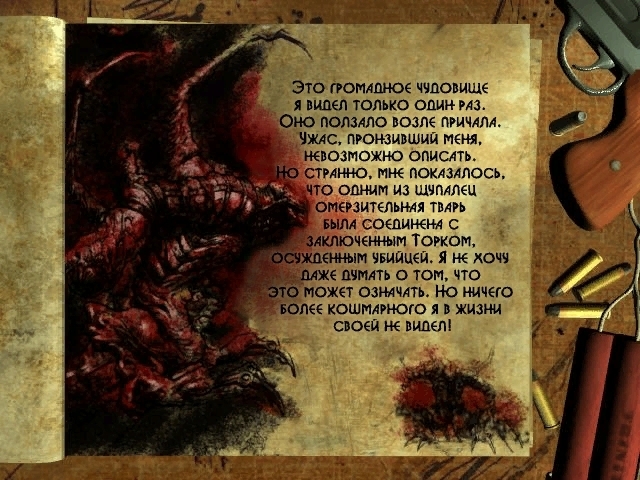 Это громадное чудовище
я видел только один раз.
Оно ползало возле причала.
Ужас, пронзивший меня,
невозможно описать.
Но странно, мне показалось,
что одним из щупалец
омерзительная тварь
была соединена с
заключенным Торком,
осужденным убийцей. Я не хочу
даже думать о том, что
это может означать. Но ничего
более кошмарного я в жизни
своей не видел!